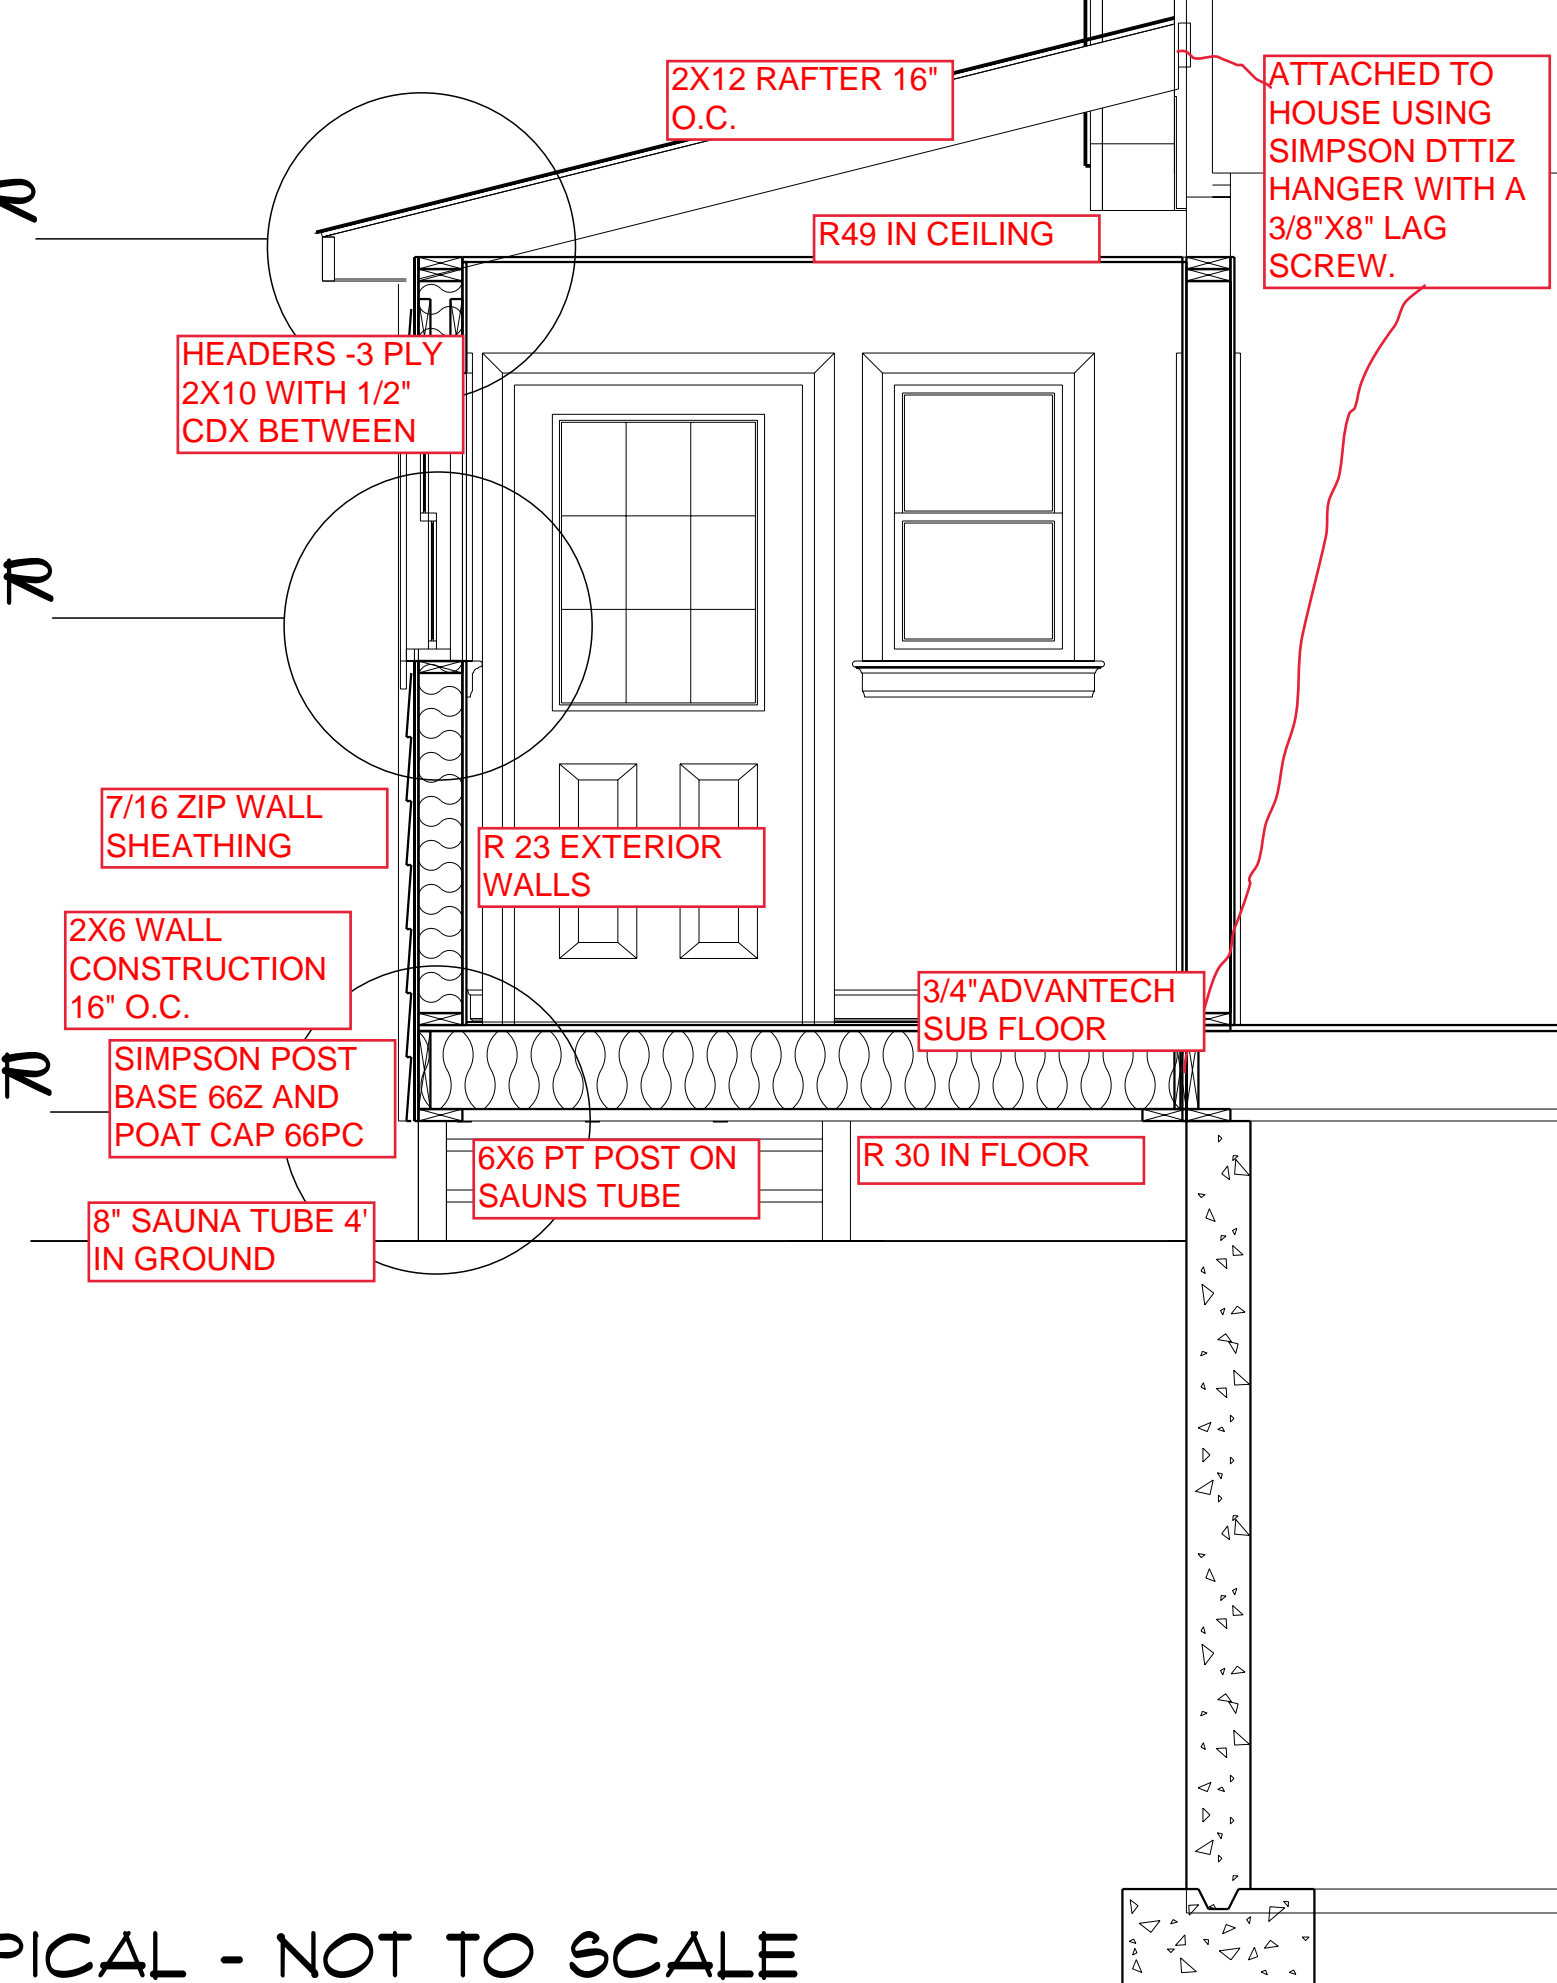 2X12 RAFTER 16"
O.C.
ATTACHED TO
HOUSE USING
SIMPSON DTTIZ
HANGER WITH A
3/8"X8" LAG
SCREW.
R49 IN CEILING
HEADERS -3 PLY
2X10 WITH 1/2"
CDX BETWEEN
7/16 ZIP WALL
SHEATHING
R 23 EXTERIOR
WALLS
2X6 WALL
CONSTRUCTION
16" O.C.
3/4"ADVANTECH
SUB FLOOR
SIMPSON POST
BASE 66Z AND
POAT CAP 66PC
6X6 PT POST ON
SAUNS TUBE
R 30 IN FLOOR
8" SAUNA TUBE 4'
IN GROUND
PICAL - NOT TO SCALE